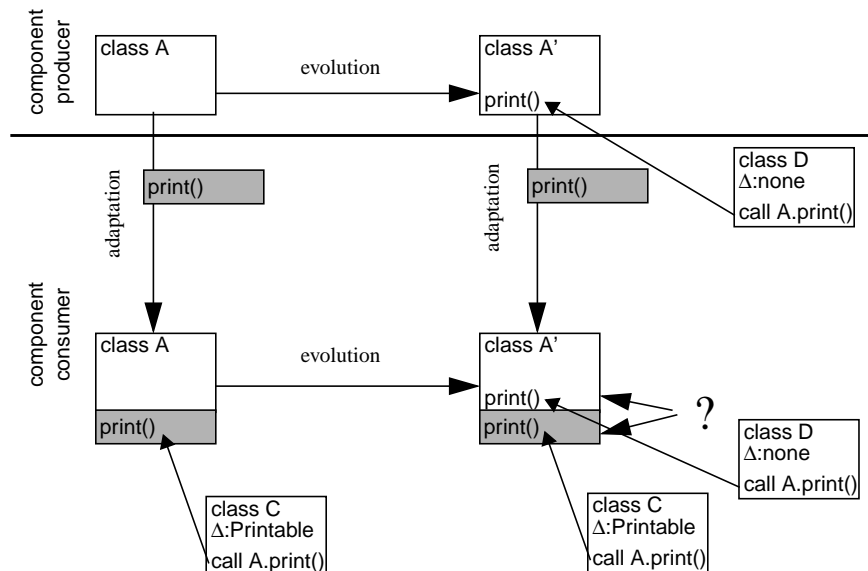 component
producer
class A
evolution
class A’
print()
class D
Δ:none
call A.print()
adaptation
print()
adaptation
print()
component
consumer
class A
print()
evolution
class A’
print()
print()
?
class D
Δ:none
call A.print()
class C
Δ:Printable
call A.print()
class C
Δ:Printable
call A.print()